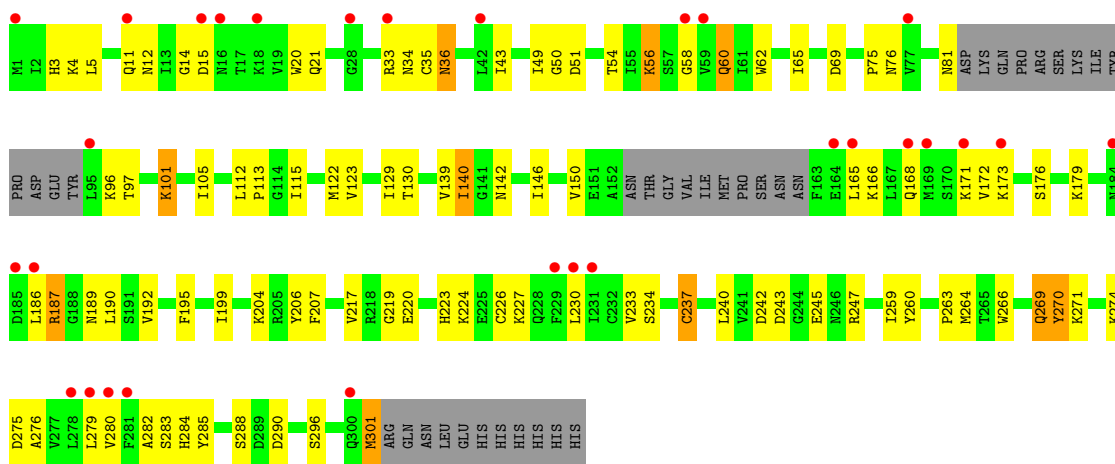 M1 I2 H3 K4 L5 Q11 N12 I13 G14 D15 N16 T17 K18 V19 W20 Q21 G28 R33 N34 C35 N36 L42 I43 I49 G50 D51 T54 I55 K56 S57 G58 V59 Q60 I61 W62 I65 D69 P75 N76 V77 N81 ASP LYS GLN PRO ARG SER LYS ILE TYR
PRO ASP GLU TYR L95 K96 T97 K101 I105 L112 P113 G114 I115 M122 V123 I129 T130 V139 I140 G141 N142 I146 V150 E151 A152 ASN THR GLY VAL ILE MET PRO SER ASN ASN F163 E164 L165 K166 L167 Q168 M169 S170 K171 V172 K173 S176 K179 N184
D185 L186 R187 G188 N189 L190 S191 V192 F195 I199 K204 R205 Y206 F207 V217 R218 G219 E220 H223 K224 E225 C226 K227 Q228 F229 L230 I231 C232 V233 S234 C237 L240 V241 D242 D243 G244 E245 N246 R247 I259 Y260 P263 M264 T265 W266 Q269 Y270 K271 K274
D275 A276 V277 L278 L279 V280 F281 A282 S283 H284 Y285 S288 D289 D290 S296 Q300 M301 ARG GLN ASN LEU GLU HIS HIS HIS HIS HIS HIS